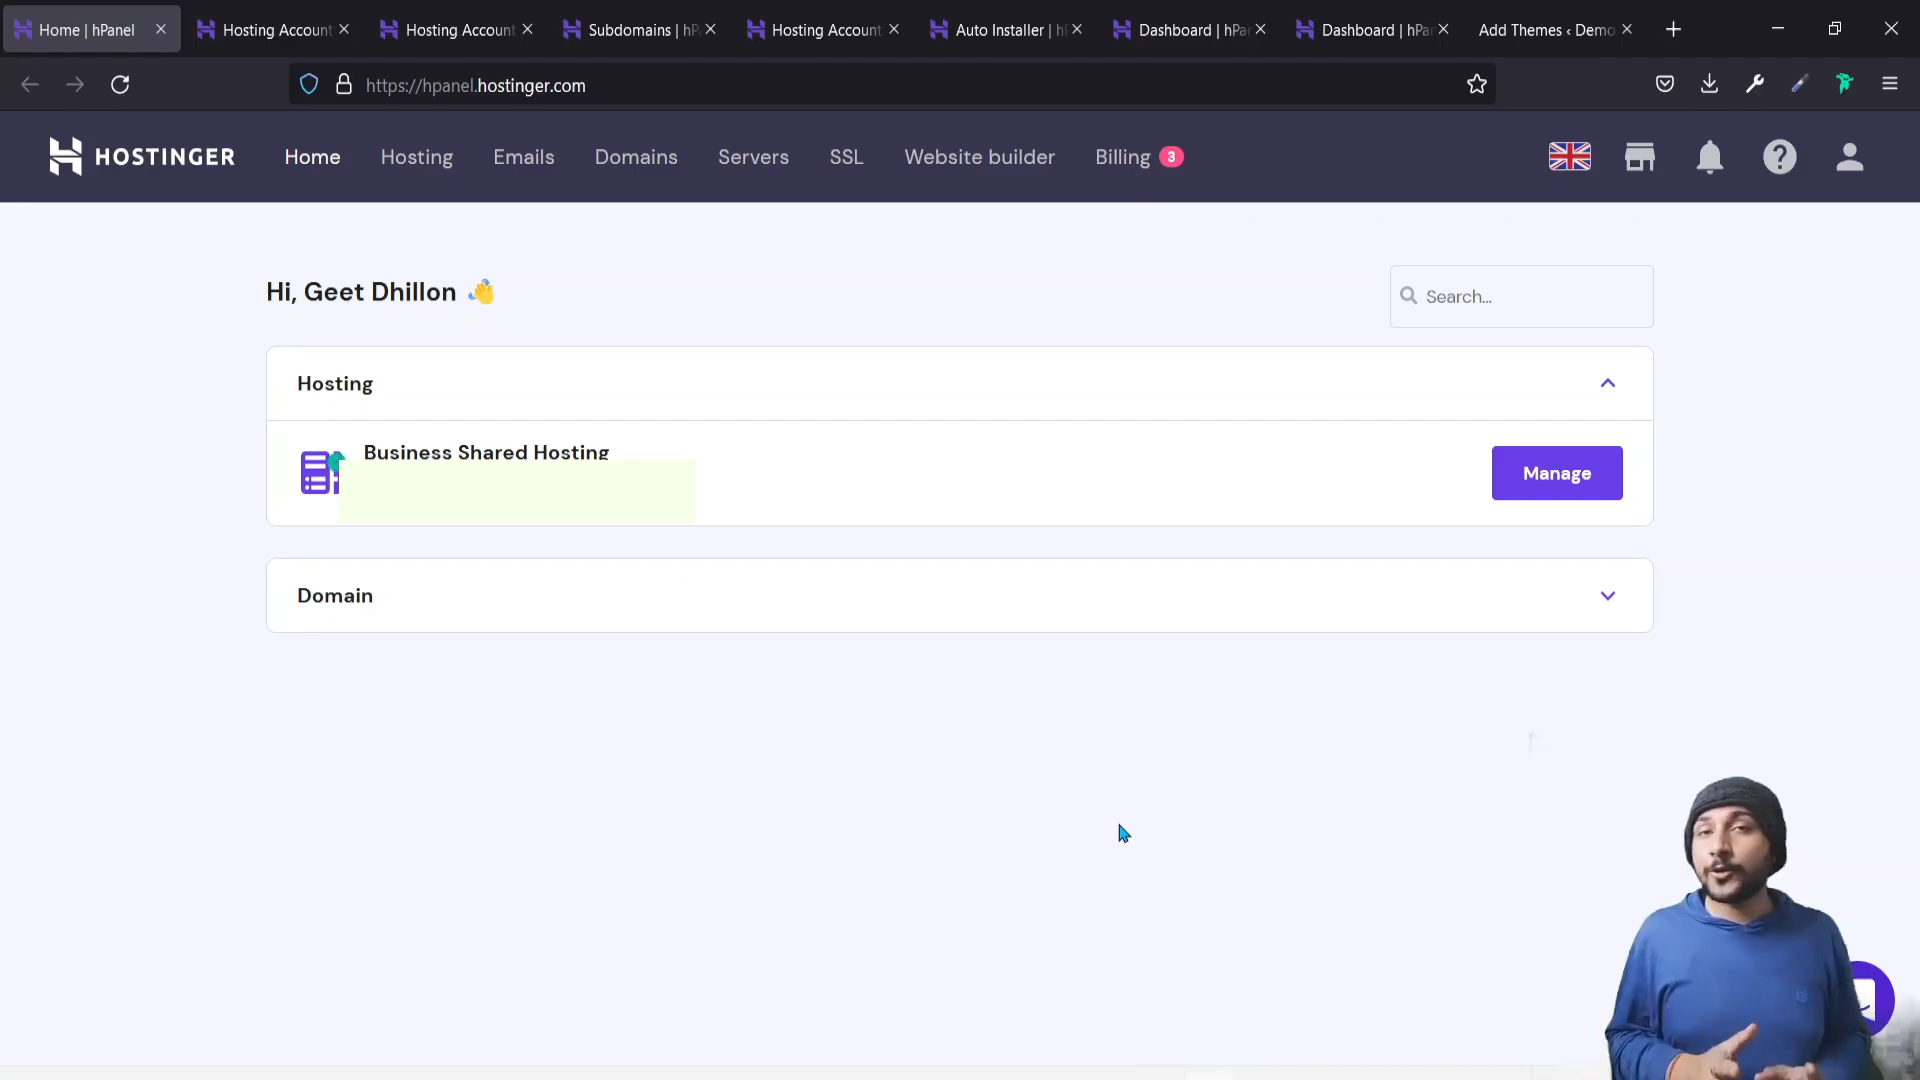 Home | hPanel
Hosting Account
Hosting Account
Subdomains | hP
Hosting Account
Auto Installer | h
Dashboard | hPa
Dashboard | hPa
Add Themes ‹ Demo
https://hpanel.hostinger.com
HOSTINGER
Home
Hosting
Emails
Domains
Servers
SSL
Website builder
Billing 3
Hi, Geet Dhillon
Search...
Hosting
Business Shared Hosting
Manage
Domain